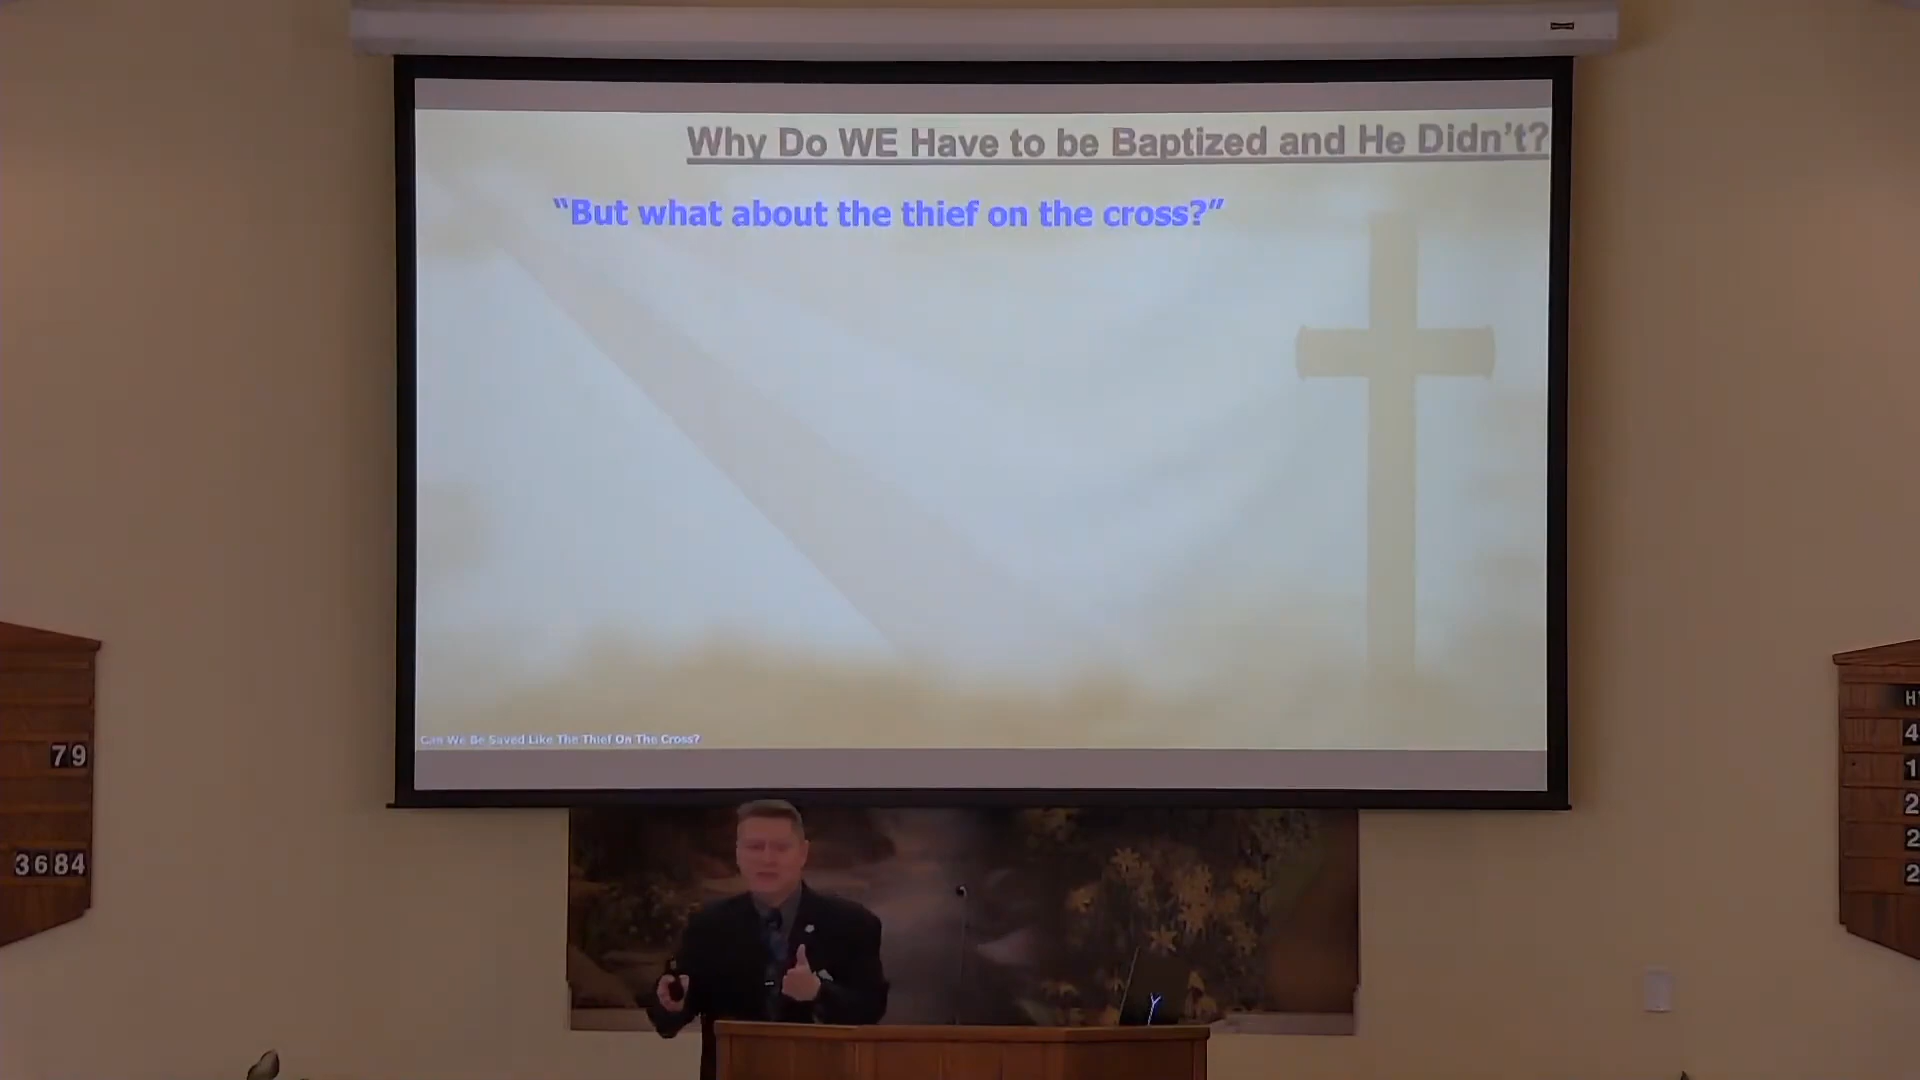 Why Do WE Have to be Baptized and He Didn't?
“But what about the thief on the cross?”
Can We Be Saved Like The Thief On The Cross?
79
3684
H
4
1
2
2
2